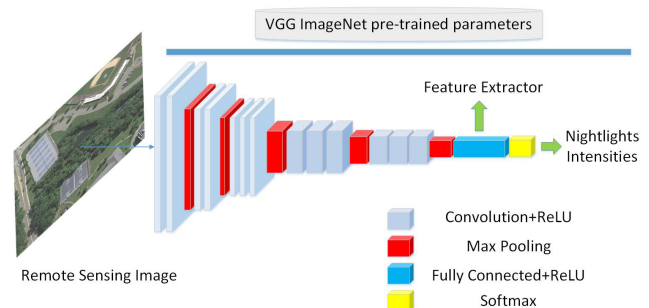 VGG ImageNet pre-trained parameters
Feature Extractor
Nightlights
Intensities
Remote Sensing Image
Convolution+ReLU
Max Pooling
Fully Connected+ReLU
Softmax